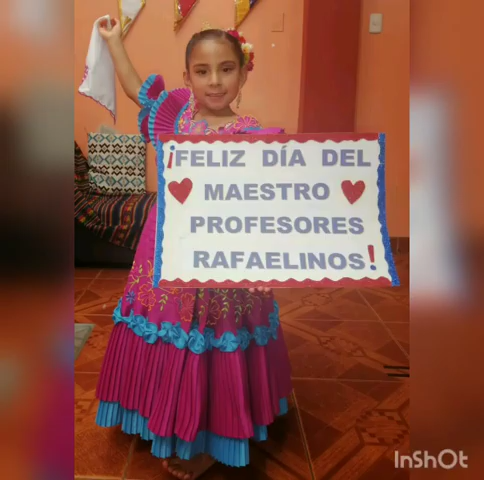 ¡FELIZ DÍA DEL
MAESTRO
PROFESORES
RAFAELINOS!
InShOt